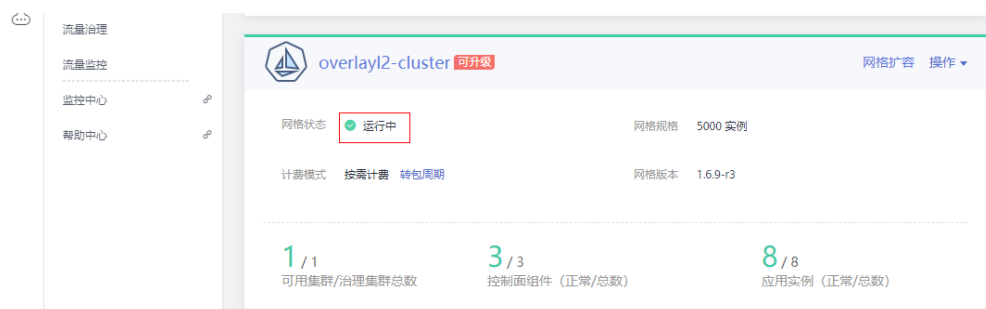 流量治理
流量监控
监控中心
帮助中心
overlayl2-cluster 可升级 网格扩容 操作
网格状态 运行中 网格规格 5000 实例
计费模式 按需计费 转包周期 网格版本 1.6.9-r3
1 / 1 3 / 3 8 / 8
可用集群/治理集群总数 控制面组件（正常/总数） 应用实例（正常/总数）